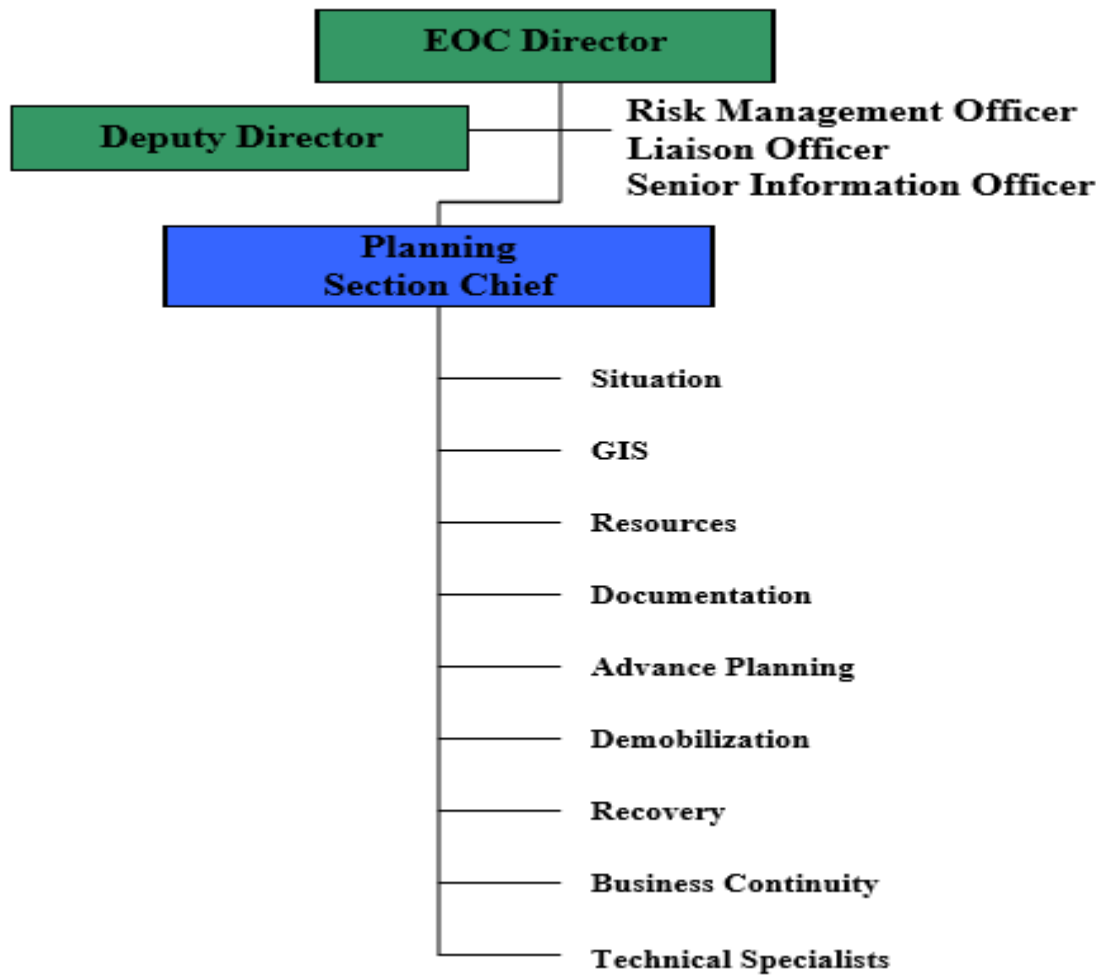 EOC Director
Deputy Director
Risk Management Officer
Liaison Officer
Senior Information Officer
Planning
Section Chief
Situation
GIS
Resources
Documentation
Advance Planning
Demobilization
Recovery
Business Continuity
Technical Specialists